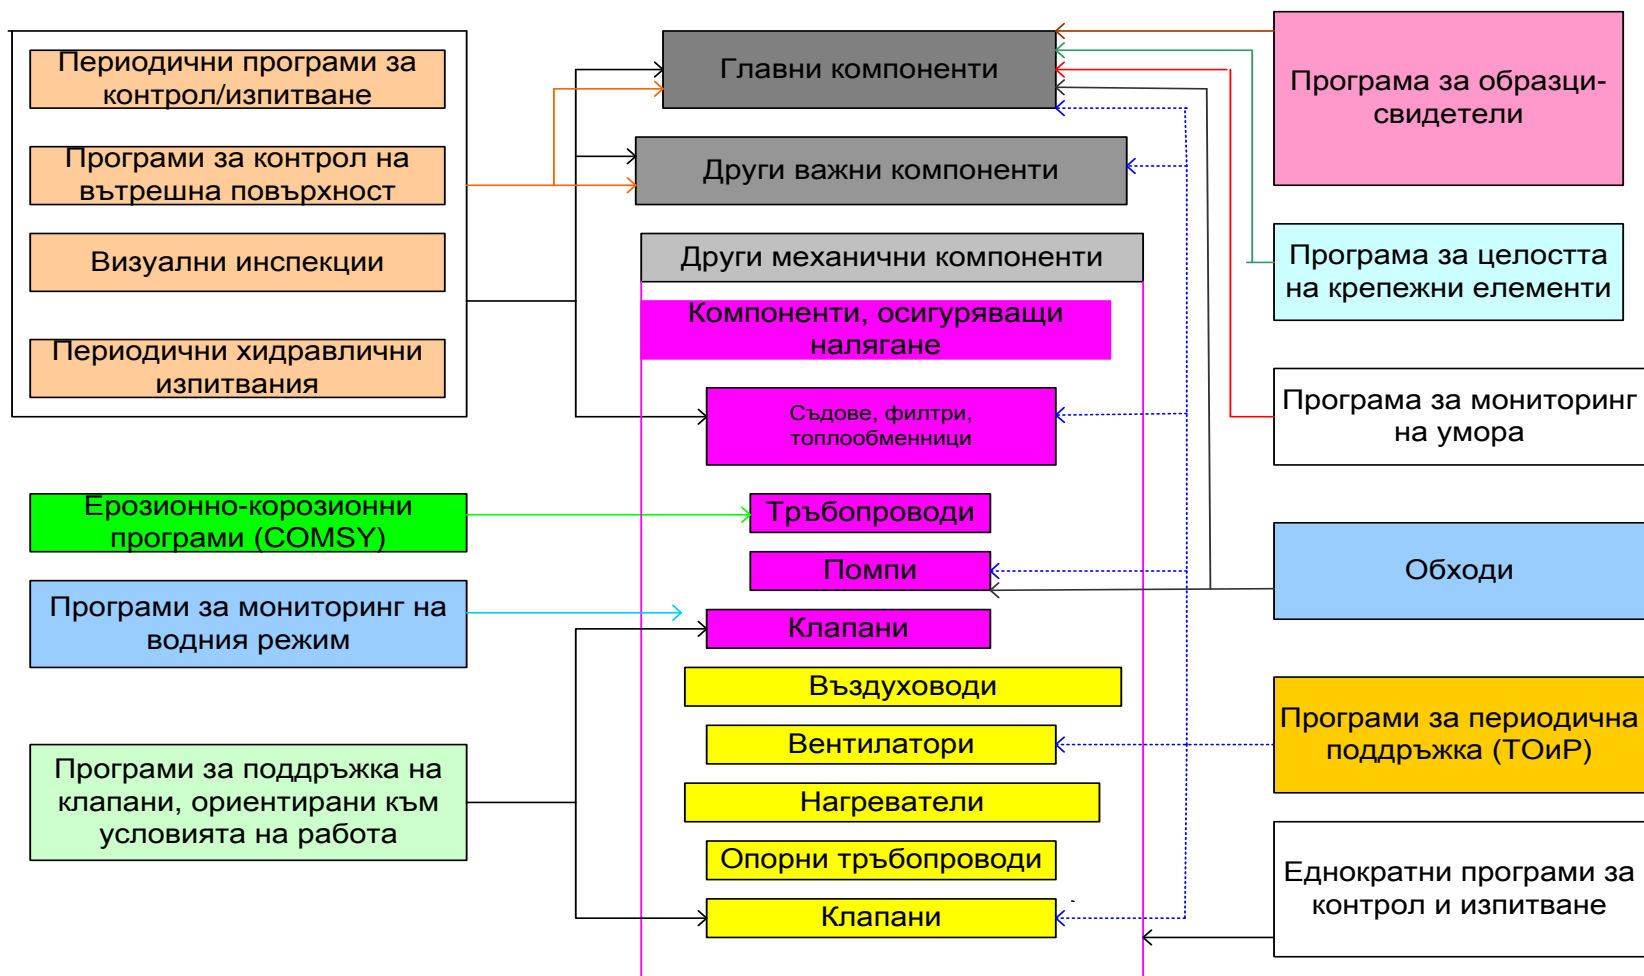 Периодични програми за
контрол/изпитване
Програми за контрол на
вътрешна повърхност
Визуални инспекции
Периодични хидравлични
изпитвания
Ерозионно-корозионни
програми (COMSY)
Програми за мониторинг на
водния режим
Програми за поддръжка на
клапани, ориентирани към
условията на работа
Главни компоненти
Други важни компоненти
Други механични компоненти
Компоненти, осигуряващи
налягане
Съдове, филтри,
топлообменници
Тръбопроводи
Помпи
Клапани
Въздуховоди
Вентилатори
Нагреватели
Опорни тръбопроводи
Клапани
Програма за образци-
свидетели
Програма за целостта
на крепежни елементи
Програма за мониторинг
на умора
Обходи
Програми за периодична
поддръжка (ТОиР)
Еднократни програми за
контрол и изпитване